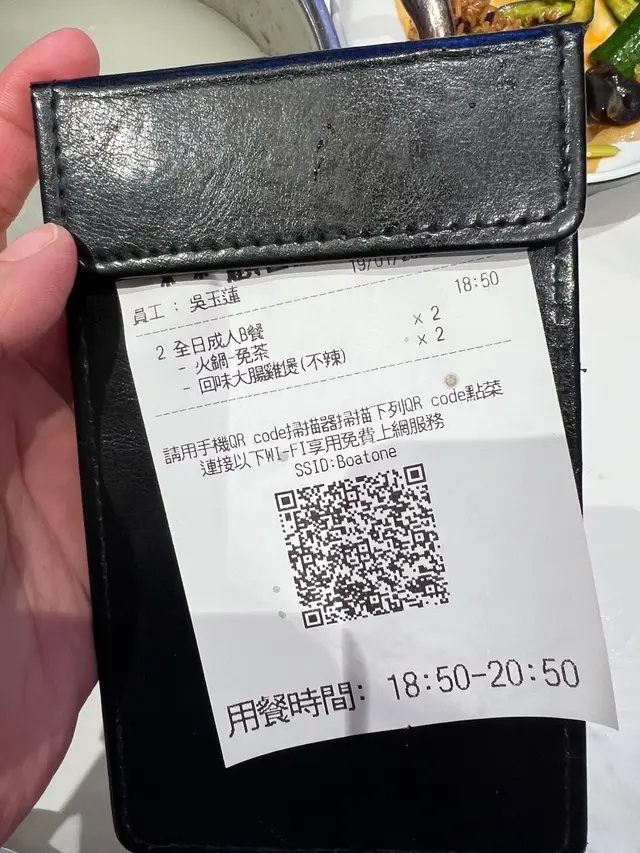 19/01/
員工 : 吳玉蓮 18:50
2 全日成人B餐
- 火鍋-免茶 x 2
- 回味大腸雞煲(不辣) x 2
請用手機QR code掃描器掃描下列QR code點菜
連接以下WI-FI享用免費上網服務
SSID:Boatone
用餐時間: 18:50-20:50